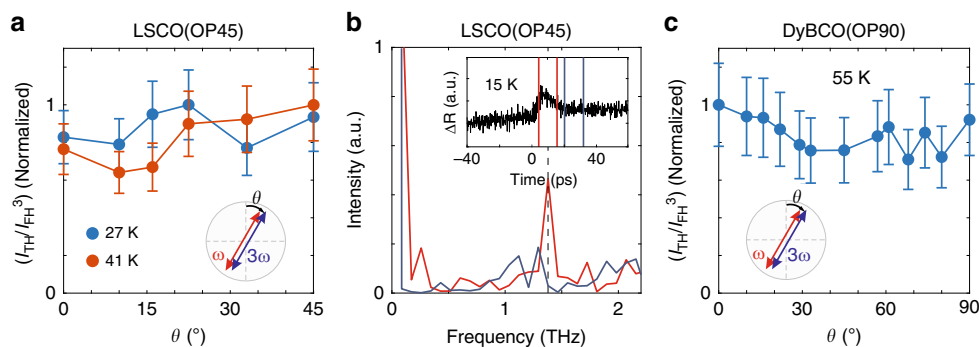 a
LSCO(OP45)
(I_TH/I_FH^3) (Normalized)
1
0
27 K
41 K
θ
ω
3ω
0
15
30
45
θ (°)
b
LSCO(OP45)
Intensity (a.u.)
1
0
15 K
ΔR (a.u.)
−40
0
40
Time (ps)
0
1
2
Frequency (THz)
c
DyBCO(OP90)
(I_TH/I_FH^3) (Normalized)
55 K
1
0
θ
ω
3ω
0
30
60
90
θ (°)